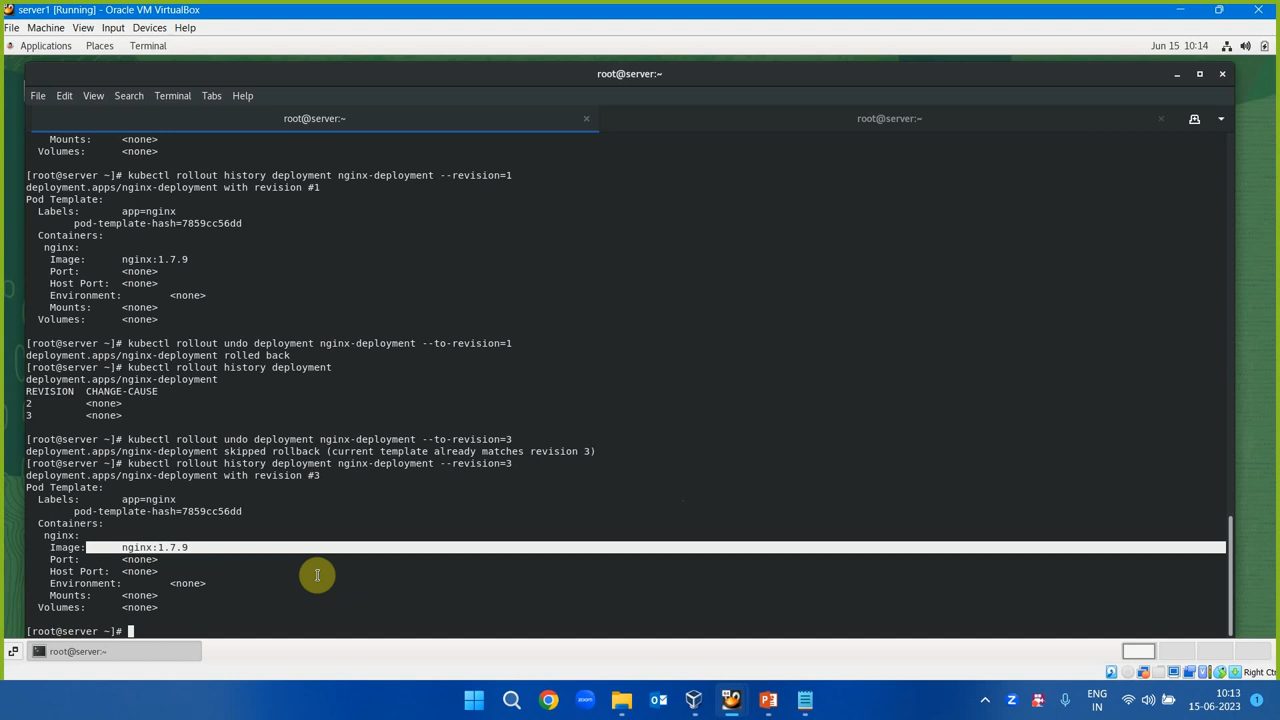 server1 [Running] - Oracle VM VirtualBox
File Machine View Input Devices Help
Applications Places Terminal Jun 15 10:14
root@server:~
File Edit View Search Terminal Tabs Help
root@server:~ root@server:~
Mounts: <none>
Volumes: <none>
[root@server ~]# kubectl rollout history deployment nginx-deployment --revision=1
deployment.apps/nginx-deployment with revision #1
Pod Template:
Labels: app=nginx
pod-template-hash=7859cc56dd
Containers:
nginx:
Image: nginx:1.7.9
Port: <none>
Host Port: <none>
Environment: <none>
Mounts: <none>
Volumes: <none>
[root@server ~]# kubectl rollout undo deployment nginx-deployment --to-revision=1
deployment.apps/nginx-deployment rolled back
[root@server ~]# kubectl rollout history deployment
deployment.apps/nginx-deployment
REVISION CHANGE-CAUSE
2 <none>
3 <none>
[root@server ~]# kubectl rollout undo deployment nginx-deployment --to-revision=3
deployment.apps/nginx-deployment skipped rollback (current template already matches revision 3)
[root@server ~]# kubectl rollout history deployment nginx-deployment --revision=3
deployment.apps/nginx-deployment with revision #3
Pod Template:
Labels: app=nginx
pod-template-hash=7859cc56dd
Containers:
nginx:
Image: nginx:1.7.9
Port: <none>
Host Port: <none>
Environment: <none>
Mounts: <none>
Volumes: <none>
[root@server ~]#
root@server:~
Right Ct
zoom
ENG
IN
10:13
15-06-2023